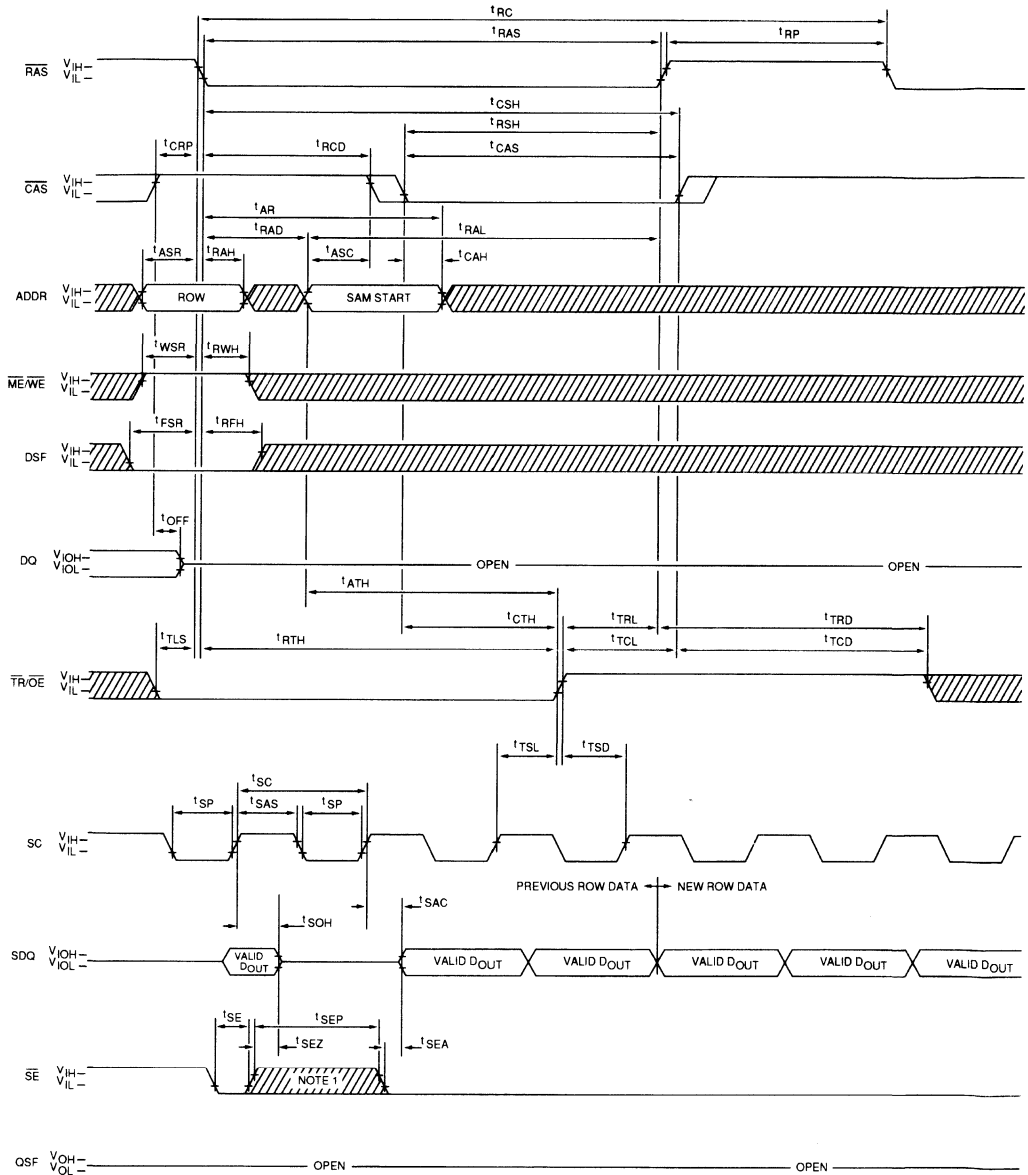 tRC
tRAS
tRP
RAS VIH VIL
tCSH
tRSH
tCRP
tRCD
tCAS
CAS VIH VIL
tAR
tRAD
tRAL
tASR
tRAH
tASC
tCAH
ADDR VIH VIL
ROW
SAM START
tWSR
tRWH
ME/WE VIH VIL
tFSR
tRFH
DSF VIH VIL
tOFF
DQ VIOH VIOL
OPEN
OPEN
tATH
tCTH
tTRL
tTRD
tTLS
tRTH
tTCL
tTCD
TR/OE VIH VIL
tTSL
tTSD
tSC
tSP
tSAS
tSP
SC VIH VIL
PREVIOUS ROW DATA
NEW ROW DATA
tSAC
tSOH
SDQ VIOH VIOL
VALID DOUT
VALID DOUT
VALID DOUT
VALID DOUT
VALID DOUT
VALID DOUT
tSE
tSEP
tSEZ
tSEA
SE VIH VIL
NOTE 1
QSF VOH VOL
OPEN
OPEN